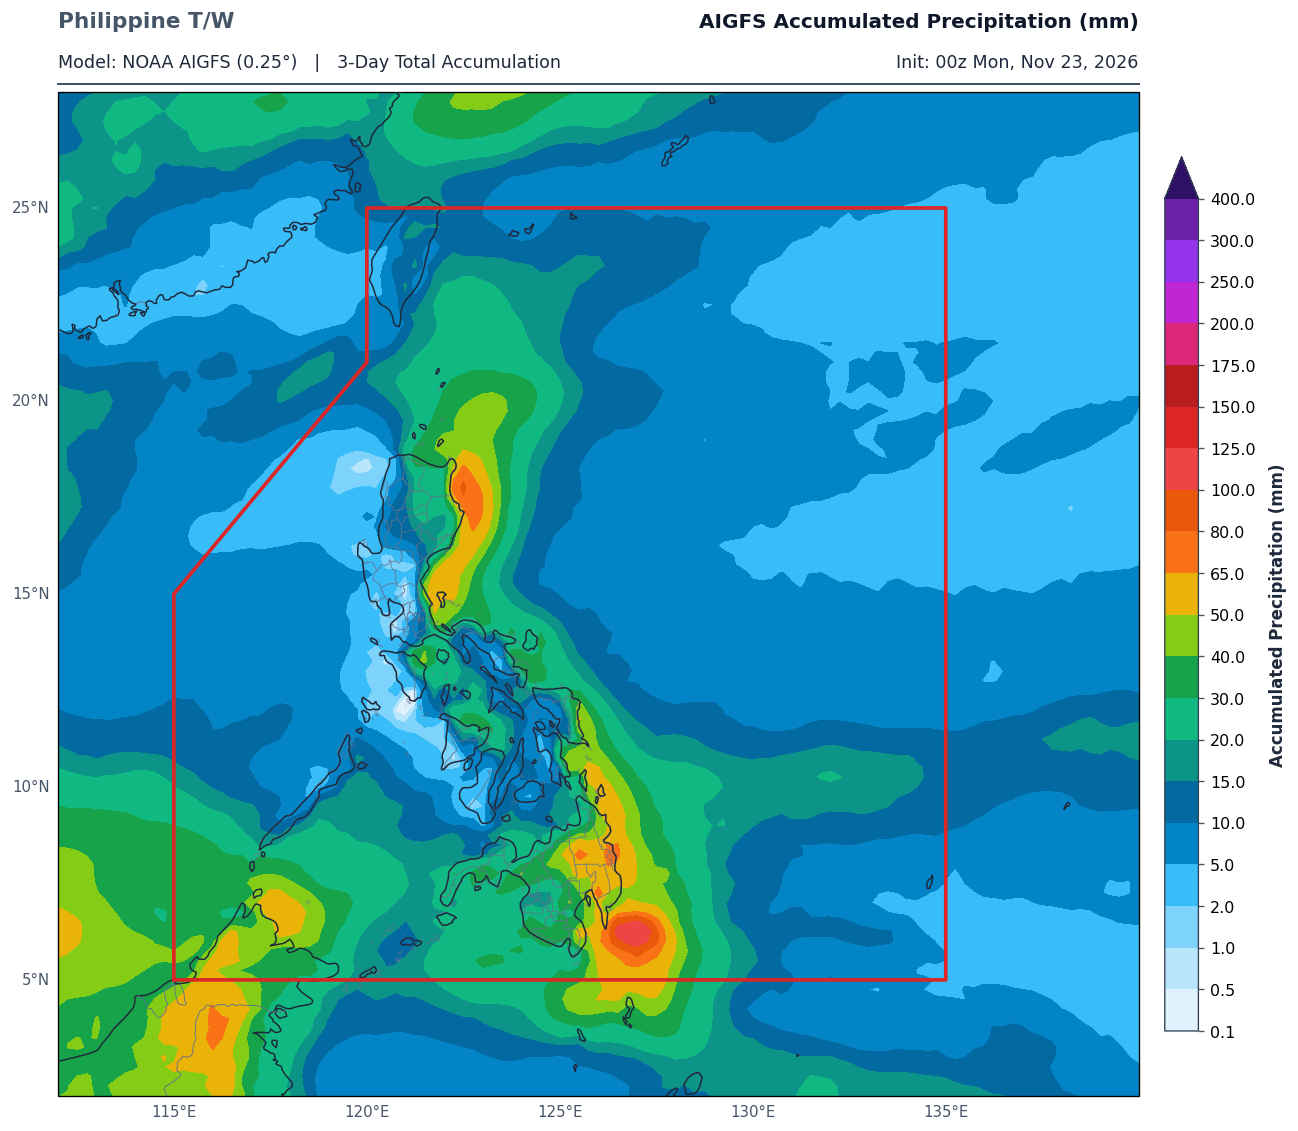 Philippine T/W
AIGFS Accumulated Precipitation (mm)
Model: NOAA AIGFS (0.25°)   |   3-Day Total Accumulation
Init: 00z Mon, Nov 23, 2026
25°N
20°N
15°N
10°N
5°N
115°E
120°E
125°E
130°E
135°E
400.0
300.0
250.0
200.0
175.0
150.0
125.0
100.0
80.0
65.0
50.0
40.0
30.0
20.0
15.0
10.0
5.0
2.0
1.0
0.5
0.1
Accumulated Precipitation (mm)